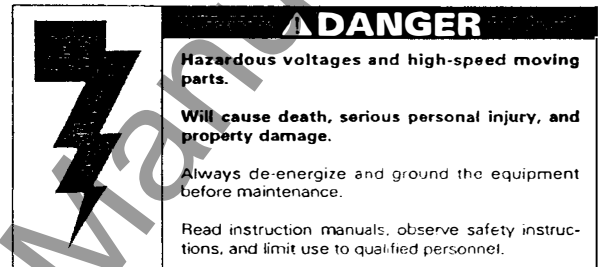 ⚠DANGER
Hazardous voltages and high-speed moving
parts.
Will cause death, serious personal injury, and
property damage.
Always de-energize and ground the equipment
before maintenance.
Read instruction manuals, observe safety instruc-
tions, and limit use to qualified personnel.
Manu